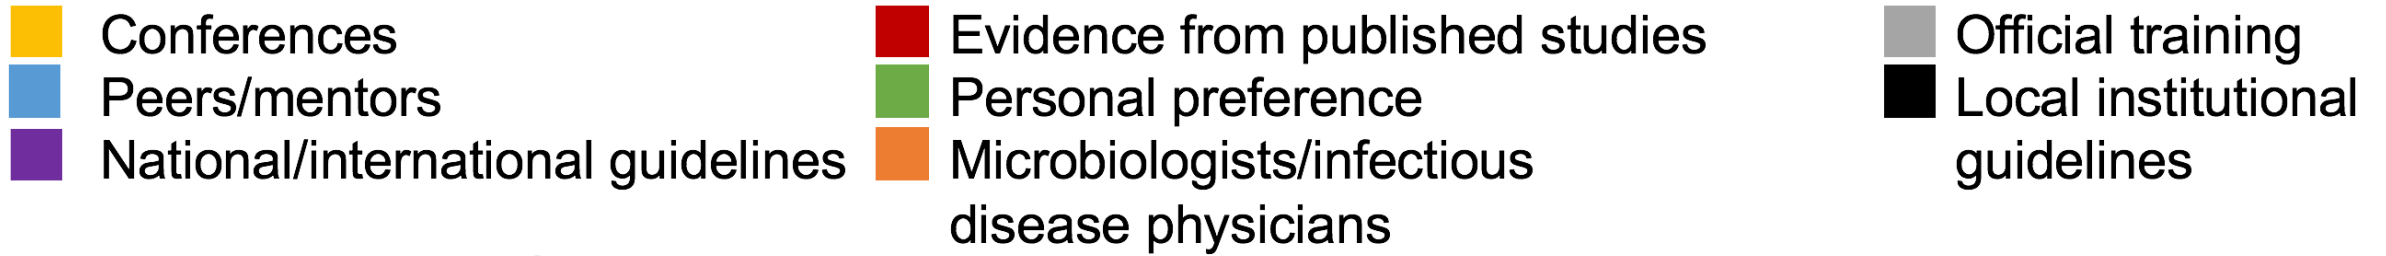 Conferences
Peers/mentors
National/international guidelines
Evidence from published studies
Personal preference
Microbiologists/infectious
disease physicians
Official training
Local institutional
guidelines